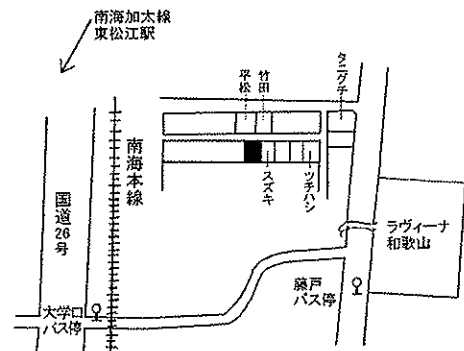 南海加太線
東松江駅
平松
竹田
タニグチ
南海本線
スズキ
ツチハシ
国道26号
ラヴィーナ
和歌山
藤戸
バス停
大学口
バス停